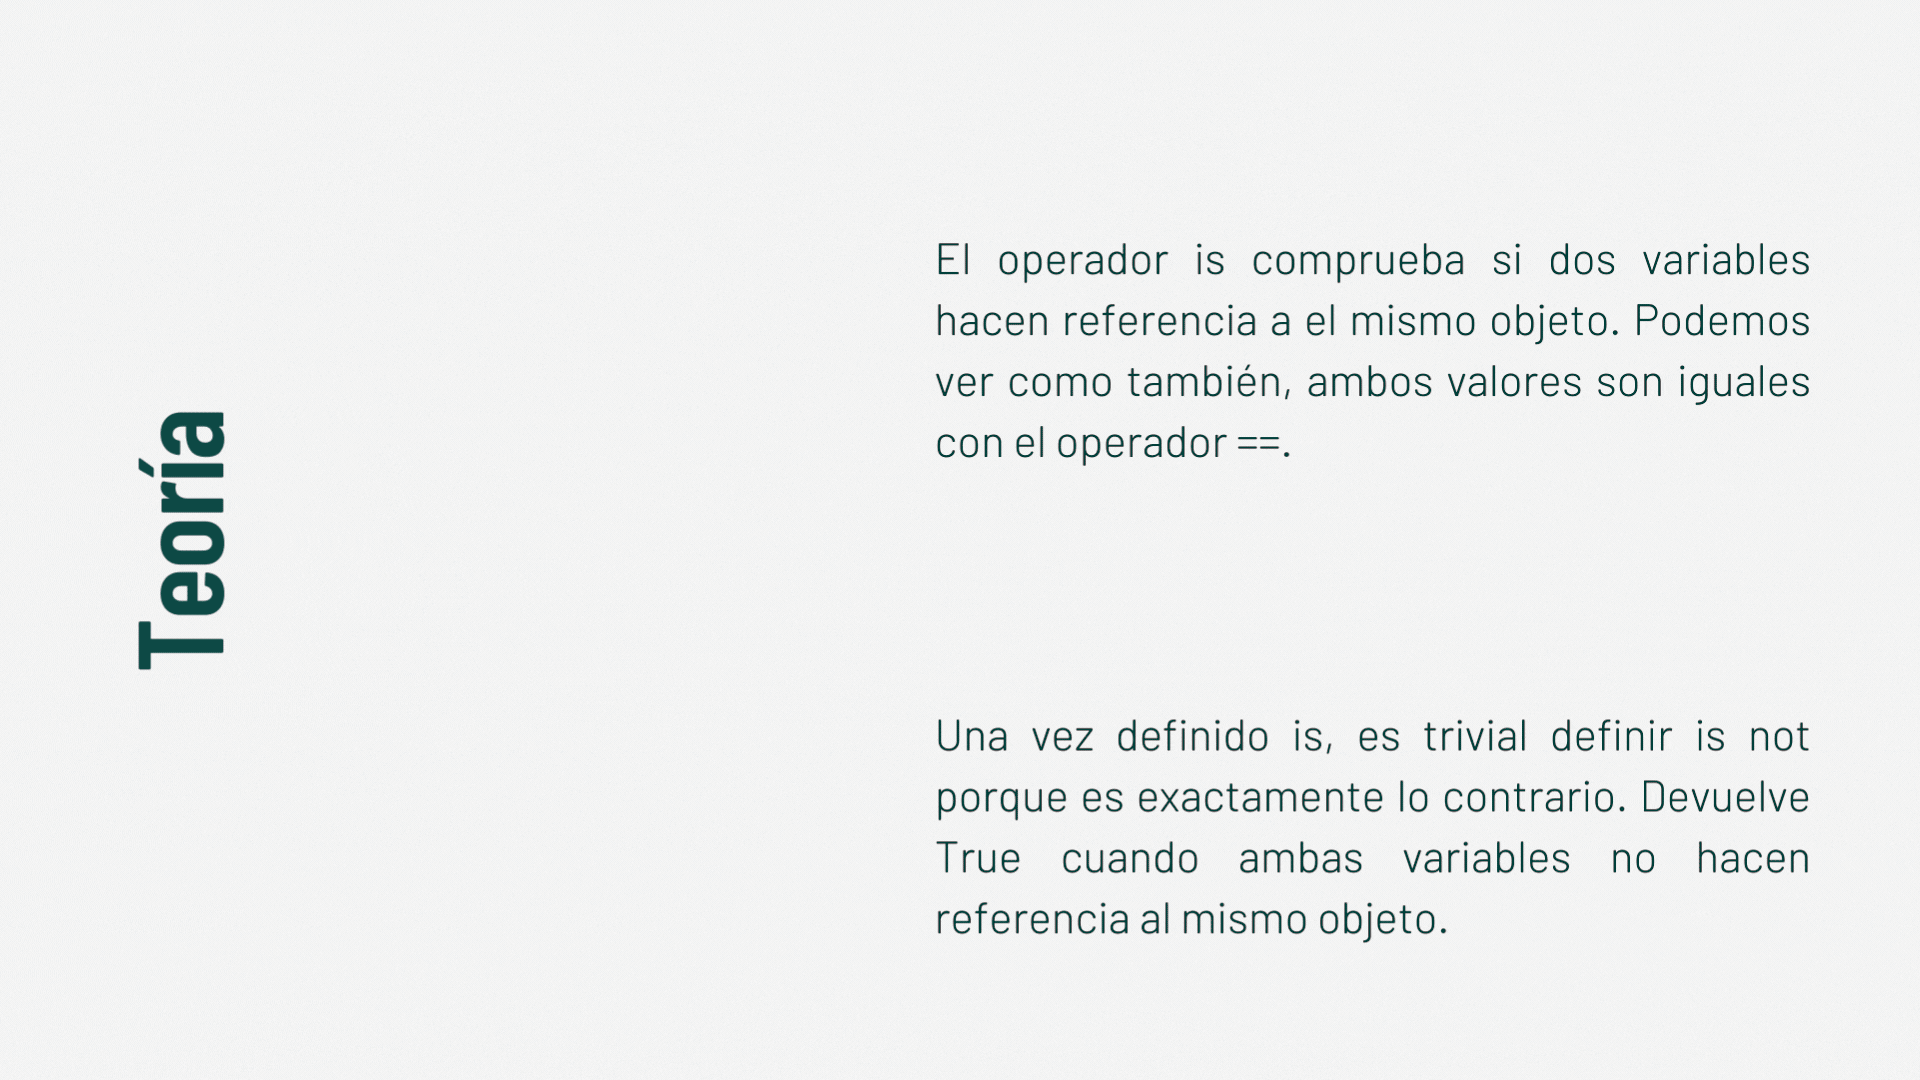 Teoría
El operador is comprueba si dos variables
hacen referencia a el mismo objeto. Podemos
ver como también, ambos valores son iguales
con el operador ==.
Una vez definido is, es trivial definir is not
porque es exactamente lo contrario. Devuelve
True cuando ambas variables no hacen
referencia al mismo objeto.